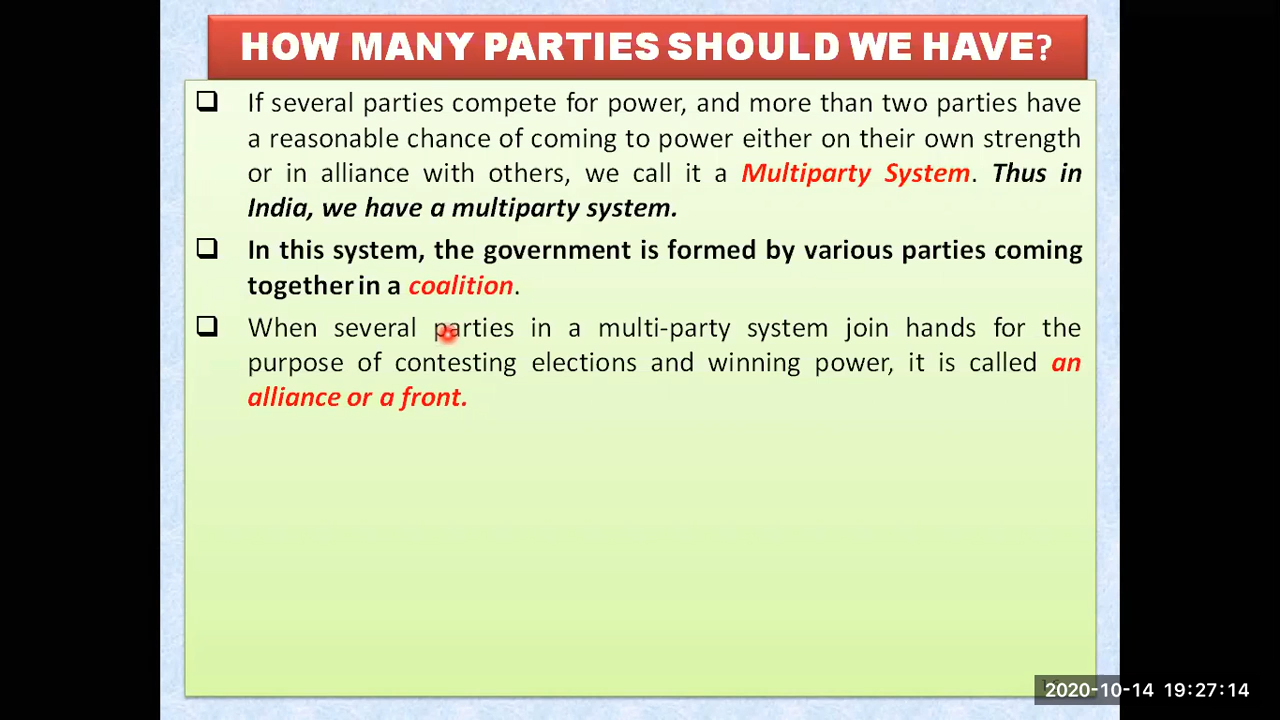 HOW MANY PARTIES SHOULD WE HAVE?
If several parties compete for power, and more than two parties have
a reasonable chance of coming to power either on their own strength
or in alliance with others, we call it a Multiparty System. Thus in
India, we have a multiparty system.
In this system, the government is formed by various parties coming
together in a coalition.
When several parties in a multi-party system join hands for the
purpose of contesting elections and winning power, it is called an
alliance or a front.
2020-10-14 19:27:14